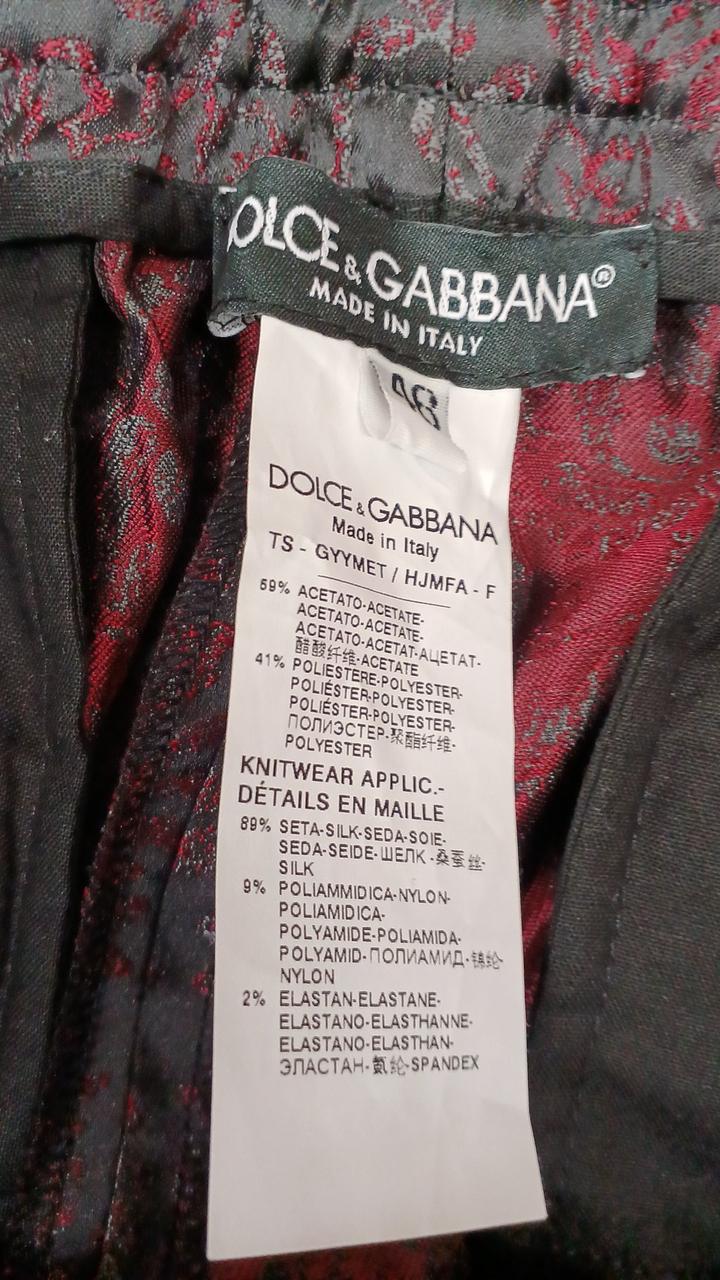 DOLCE & GABBANA®
MADE IN ITALY
48
DOLCE & GABBANA
Made in Italy
TS - GYYMET / HJMFA - F
59% ACETATO-ACETATE-
ACETATO-ACETATE-
ACETATO-ACETAT-АЦЕТАТ-
醋酸纤维-ACETATE
41% POLIESTERE-POLYESTER-
POLIÉSTER-POLYESTER-
POLIÉSTER-POLYESTER-
ПОЛИЭСТЕР-聚酯纤维-
POLYESTER
KNITWEAR APPLIC.-
DÉTAILS EN MAILLE
89% SETA-SILK-SEDA-SOIE-
SEDA-SEIDE-ШЕЛК-桑蚕丝-
SILK
9% POLIAMMIDICA-NYLON-
POLIAMIDICA-
POLYAMIDE-POLIAMIDA-
POLYAMID-ПОЛИАМИД-锦纶-
NYLON
2% ELASTAN-ELASTANE-
ELASTANO-ELASTHANNE-
ELASTANO-ELASTHAN-
ЭЛАСТАН-氨纶-SPANDEX